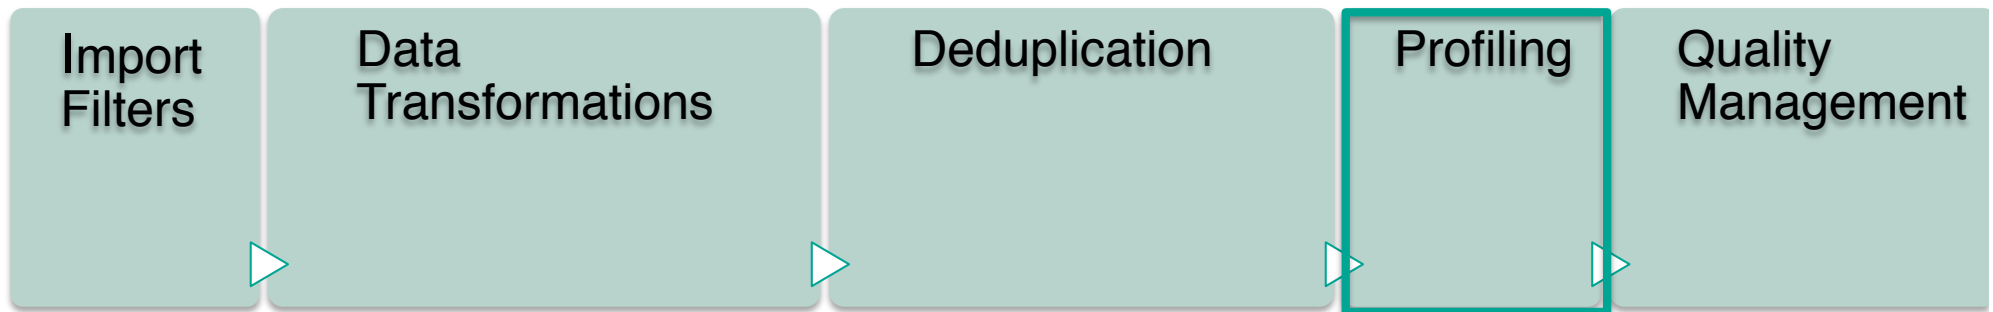 Import
Filters
Data
Transformations
Deduplication
Profiling
Quality
Management